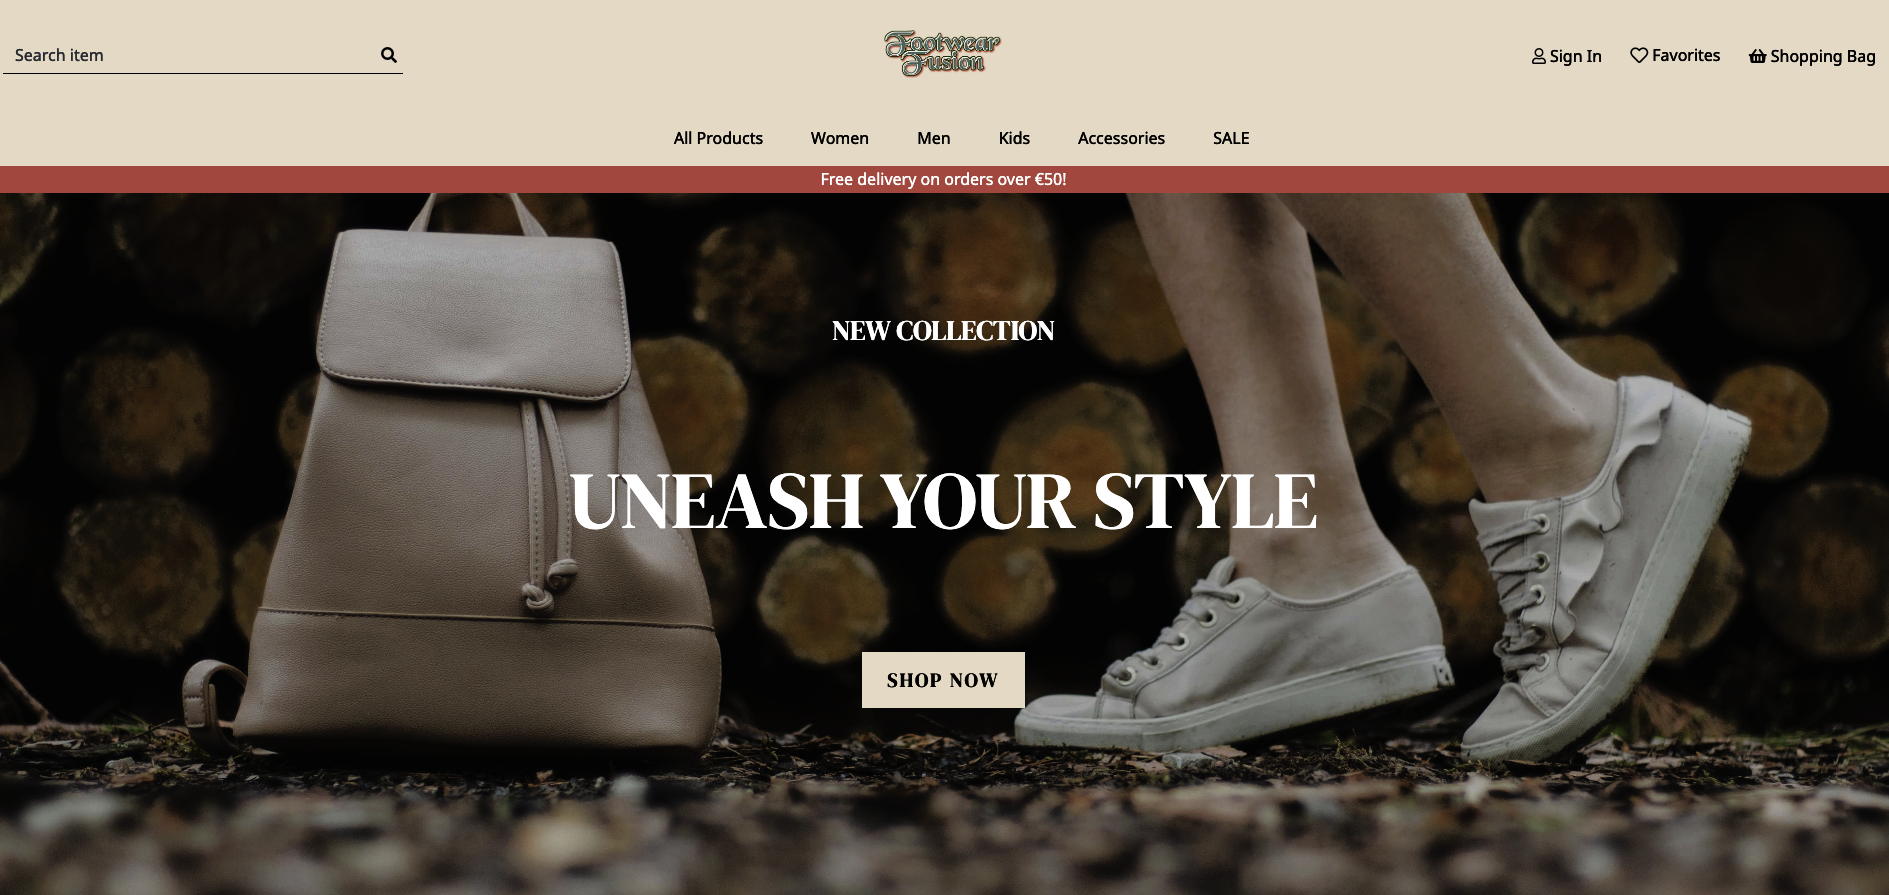 Search item
Footwear
Fusion
Sign In
Favorites
Shopping Bag
All Products
Women
Men
Kids
Accessories
SALE
Free delivery on orders over €50!
NEW COLLECTION
UNEASH YOUR STYLE
SHOP NOW